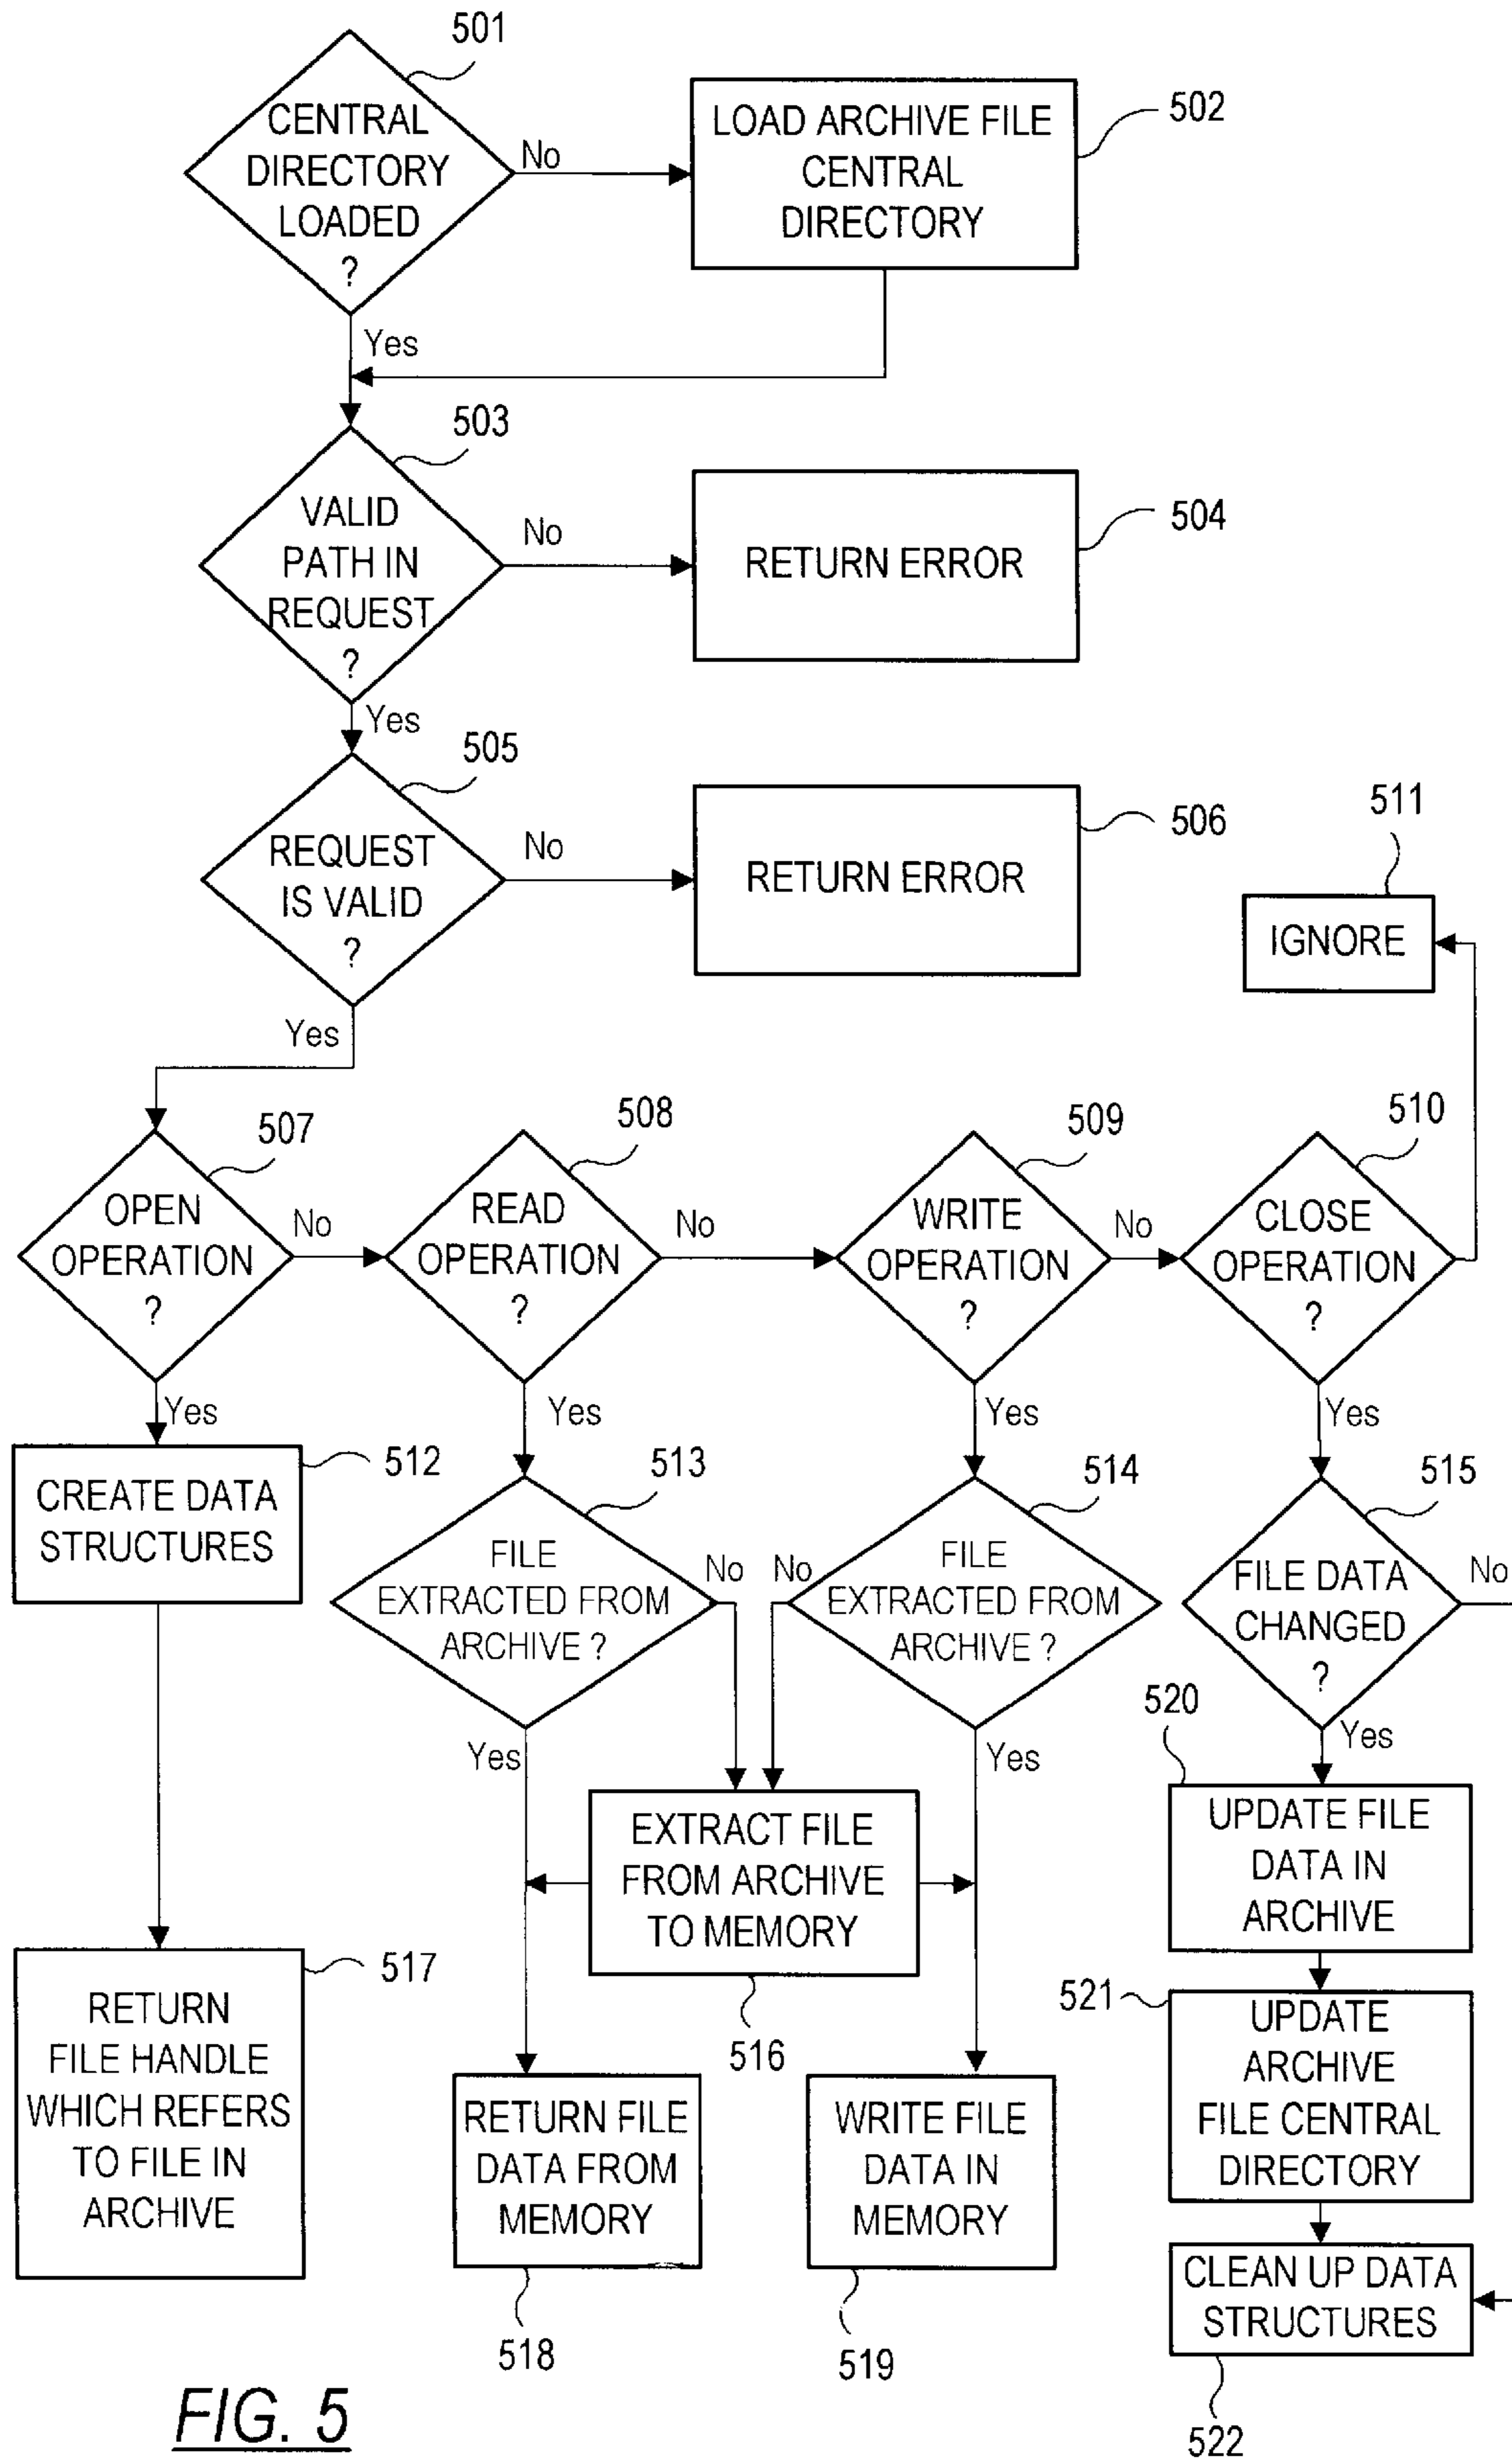 501
CENTRAL
DIRECTORY
LOADED
?
No
LOAD ARCHIVE FILE
CENTRAL
DIRECTORY
502
Yes
503
VALID
PATH IN
REQUEST
?
No
RETURN ERROR
504
Yes
505
REQUEST
IS VALID
?
No
RETURN ERROR
506
511
IGNORE
Yes
507
OPEN
OPERATION
?
No
508
READ
OPERATION
?
No
509
WRITE
OPERATION
?
No
510
CLOSE
OPERATION
?
Yes
Yes
Yes
Yes
CREATE DATA
STRUCTURES
512
513
FILE
EXTRACTED FROM
ARCHIVE ?
No
No
514
FILE
EXTRACTED FROM
ARCHIVE ?
515
FILE DATA
CHANGED
?
No
Yes
Yes
Yes
EXTRACT FILE
FROM ARCHIVE
TO MEMORY
516
520
UPDATE FILE
DATA IN
ARCHIVE
517
RETURN
FILE HANDLE
WHICH REFERS
TO FILE IN
ARCHIVE
521
UPDATE
ARCHIVE
FILE CENTRAL
DIRECTORY
RETURN FILE
DATA FROM
MEMORY
518
WRITE FILE
DATA IN
MEMORY
519
CLEAN UP DATA
STRUCTURES
522
FIG. 5